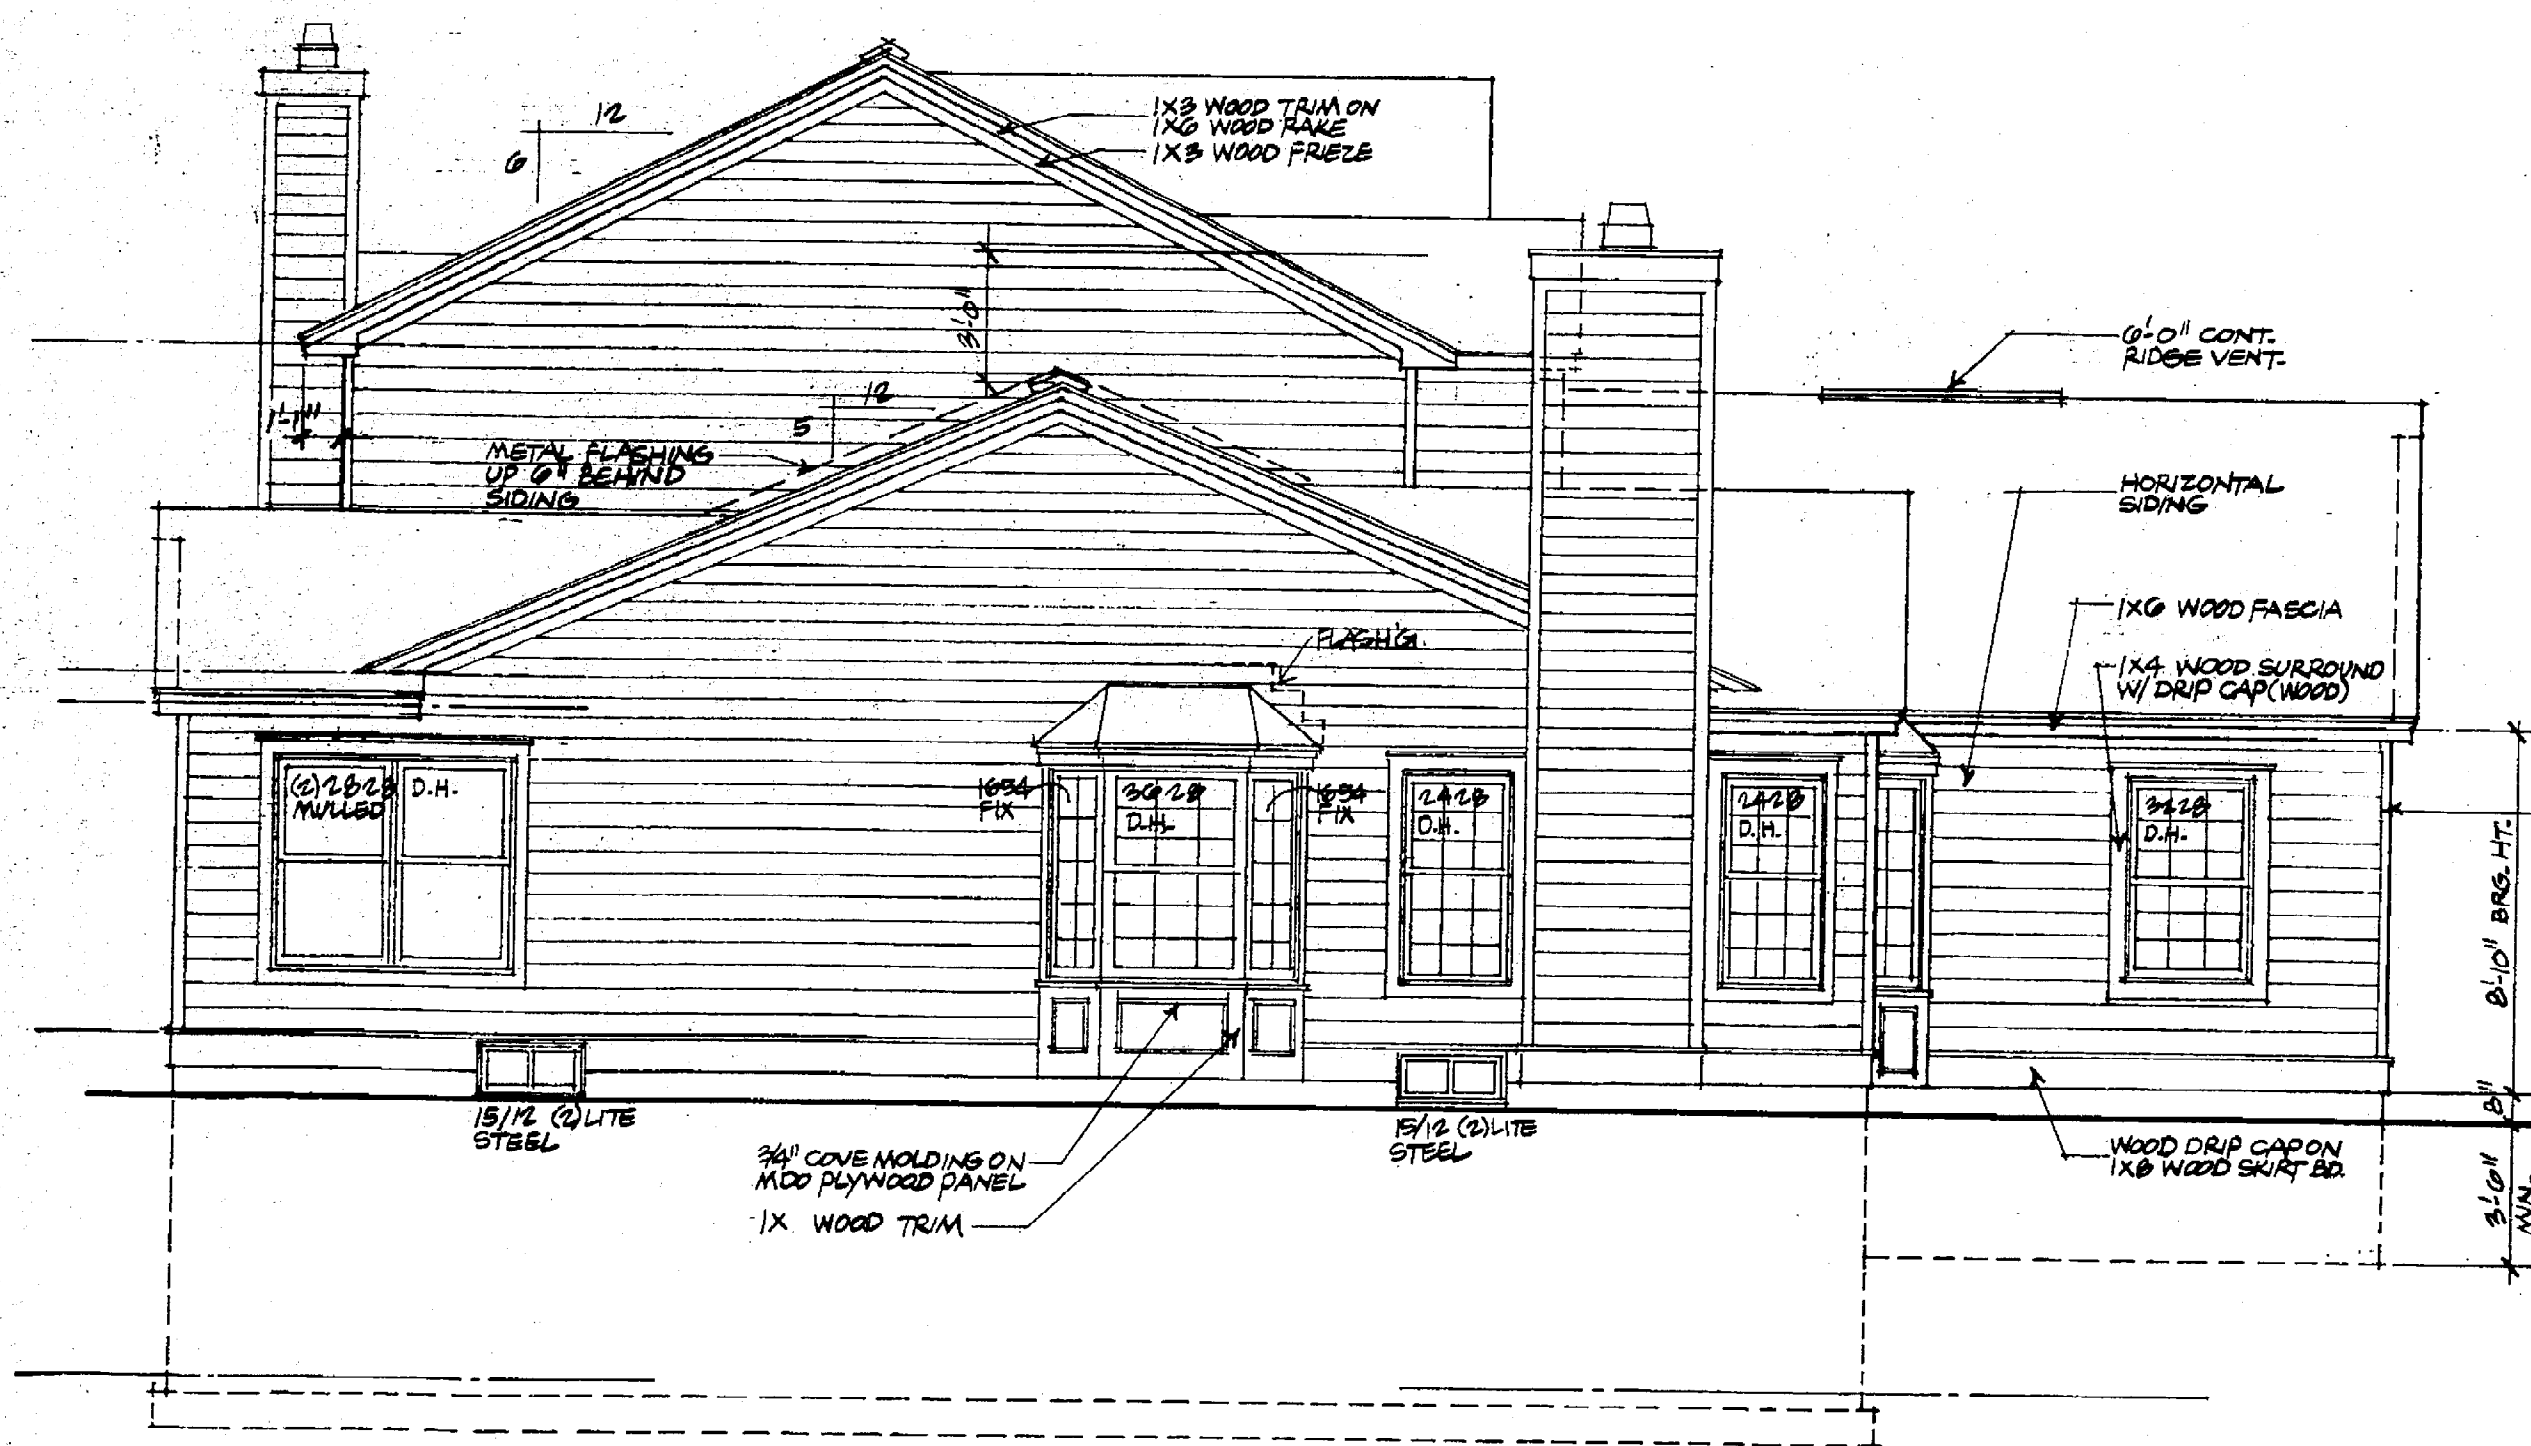 12
6
1X3 WOOD TRIM ON
1X6 WOOD RAKE
1X3 WOOD FRIEZE
3'-0"
6'-0" CONT.
RIDGE VENT.
12
5
1'-1"
METAL FLASHING
UP 6" BEHIND
SIDING
HORIZONTAL
SIDING
1X6 WOOD FASCIA
FLASH'G.
1X4 WOOD SURROUND
W/ DRIP CAP (WOOD)
(2) 2828 D.H.
MULLED
1654
FIX
3628
D.H.
1654
FIX
2428
D.H.
2428
D.H.
3428
D.H.
8'-10" BRG. HT.
8"
3'-6"
MIN.
15/12 (2) LITE
STEEL
15/12 (2) LITE
STEEL
3/4" COVE MOLDING ON
MDO PLYWOOD PANEL
1X WOOD TRIM
WOOD DRIP CAP ON
1X8 WOOD SKIRT BD.